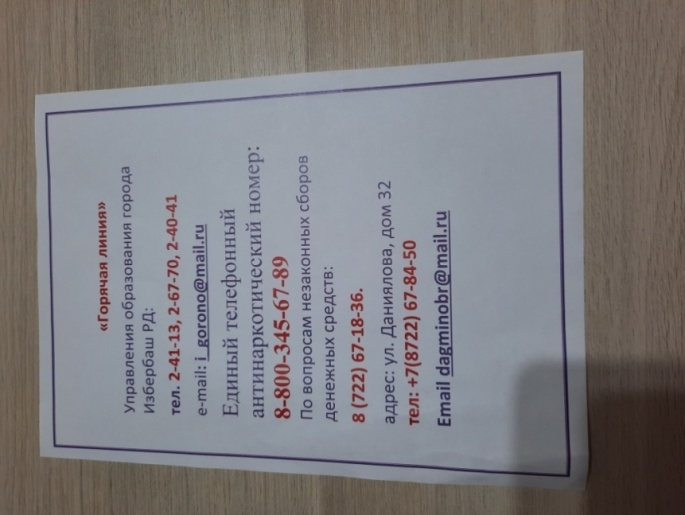 «Горячая линия»
Управления образования города
Избербаш РД:
тел. 2-41-13, 2-67-70, 2-40-41
e-mail: i_gorono@mail.ru
Единый телефонный
антинаркотический номер:
8-800-345-67-89
По вопросам незаконных сборов
денежных средств:
8 (722) 67-18-36.
адрес: ул. Даниялова, дом 32
тел: +7(8722) 67-84-50
Email dagminobr@mail.ru